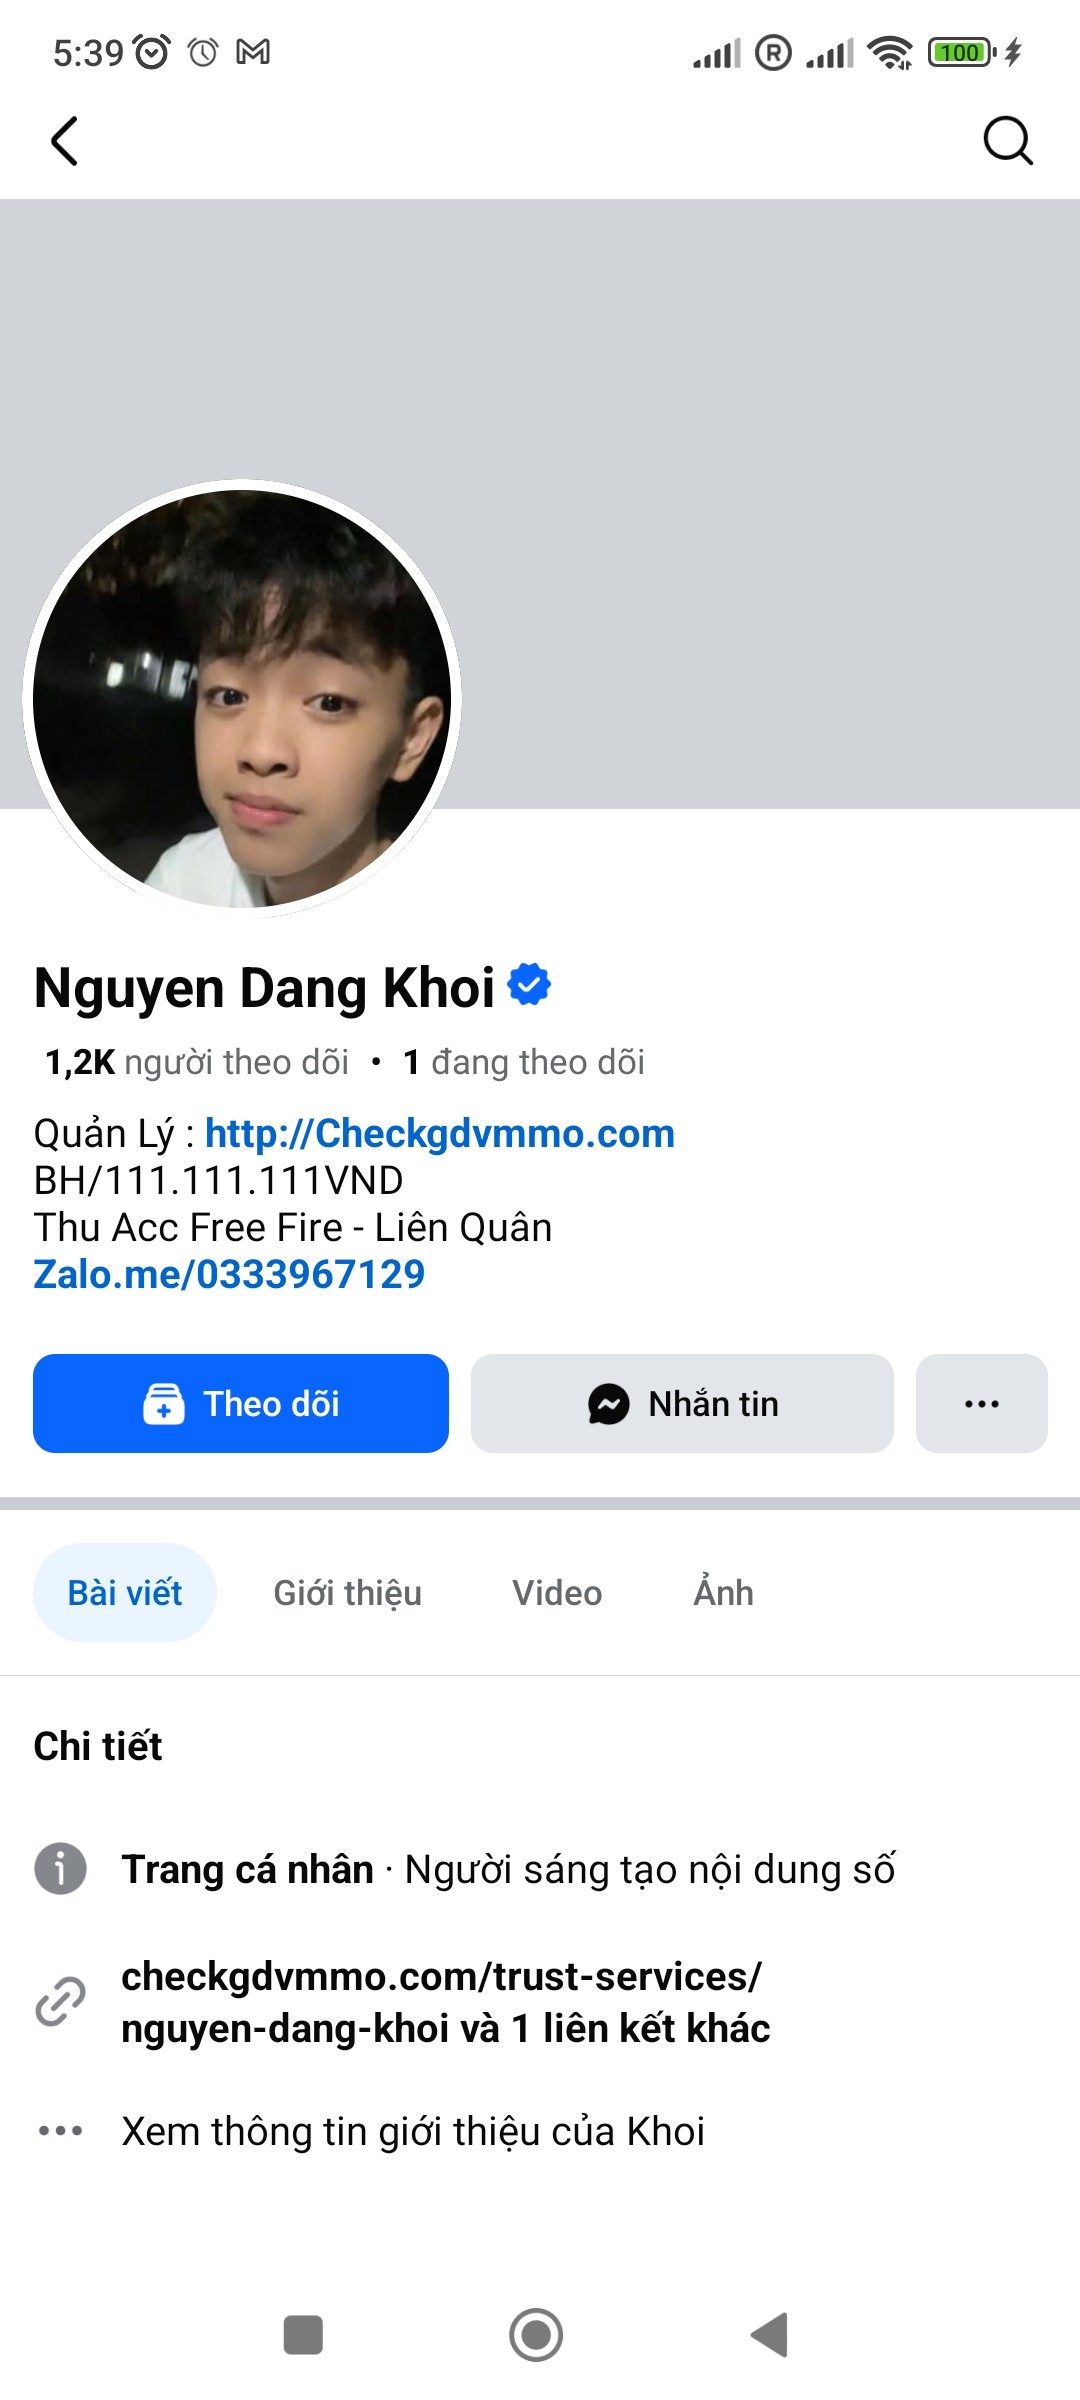 5:39
100
Nguyen Dang Khoi
1,2K người theo dõi • 1 đang theo dõi
Quản Lý : http://Checkgdvmmo.com
BH/111.111.111VND
Thu Acc Free Fire - Liên Quân
Zalo.me/0333967129
Theo dõi
Nhắn tin
Bài viết
Giới thiệu
Video
Ảnh
Chi tiết
Trang cá nhân · Người sáng tạo nội dung số
checkgdvmmo.com/trust-services/
nguyen-dang-khoi và 1 liên kết khác
Xem thông tin giới thiệu của Khoi